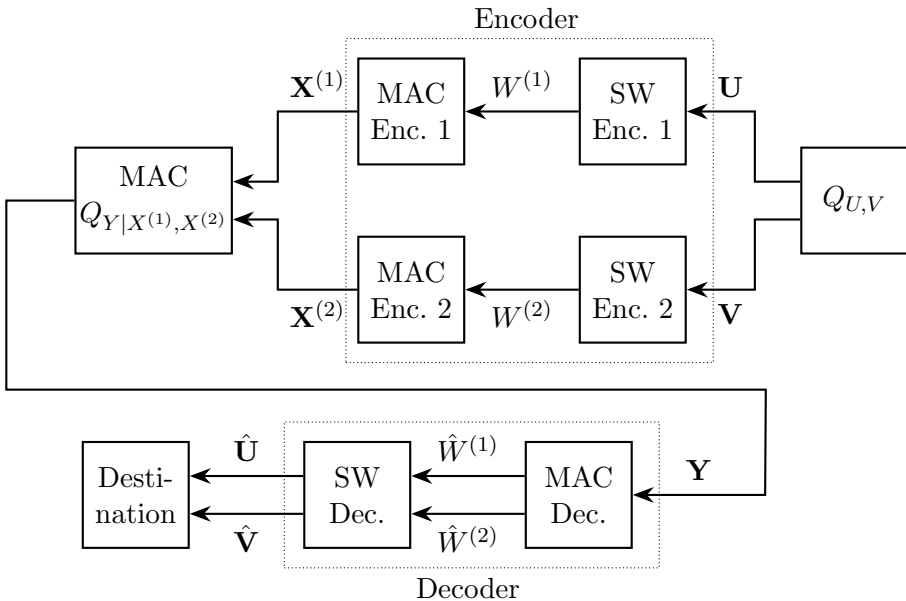 Encoder
X^(1)
MAC
Enc. 1
W^(1)
SW
Enc. 1
U
MAC
Q_{Y|X^(1),X^(2)}
Q_{U,V}
X^(2)
MAC
Enc. 2
W^(2)
SW
Enc. 2
V
Desti-
nation
Û
V̂
SW
Dec.
Ŵ^(1)
Ŵ^(2)
MAC
Dec.
Y
Decoder